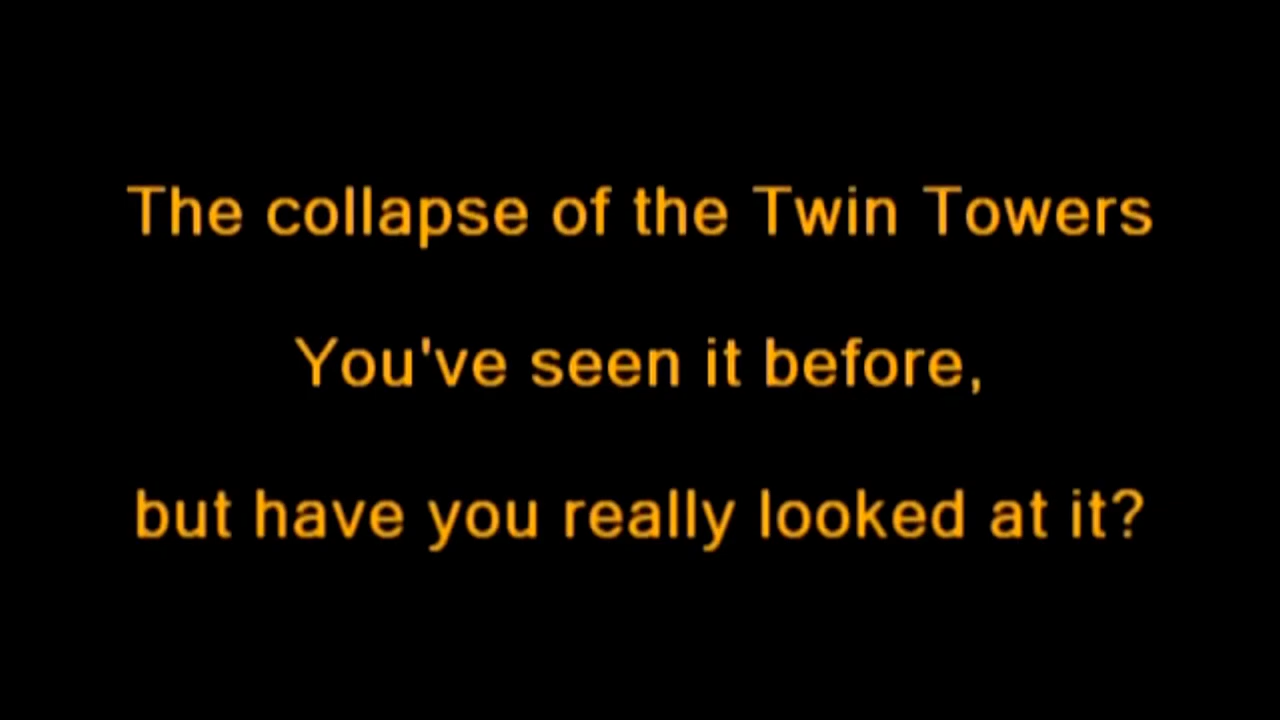 The collapse of the Twin Towers
You've seen it before,
but have you really looked at it?